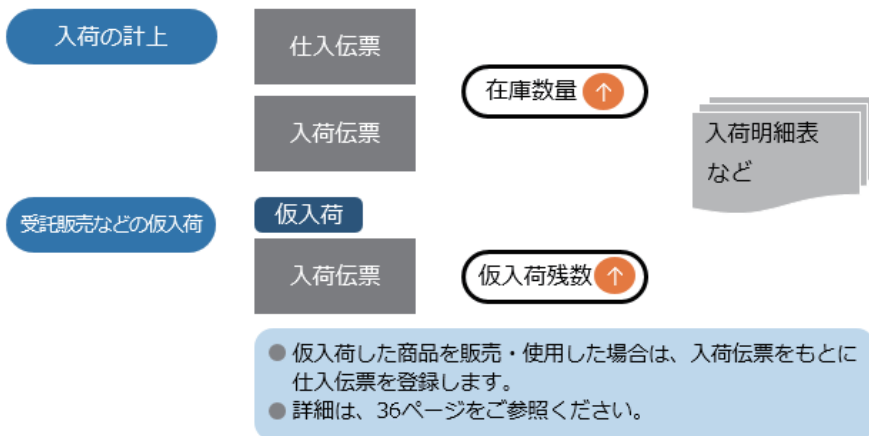 入荷の計上
仕入伝票
入荷伝票
在庫数量 ↑
入荷明細表
など
受託販売などの仮入荷
仮入荷
入荷伝票
仮入荷残数 ↑
● 仮入荷した商品を販売・使用した場合は、入荷伝票をもとに
仕入伝票を登録します。
● 詳細は、36ページをご参照ください。